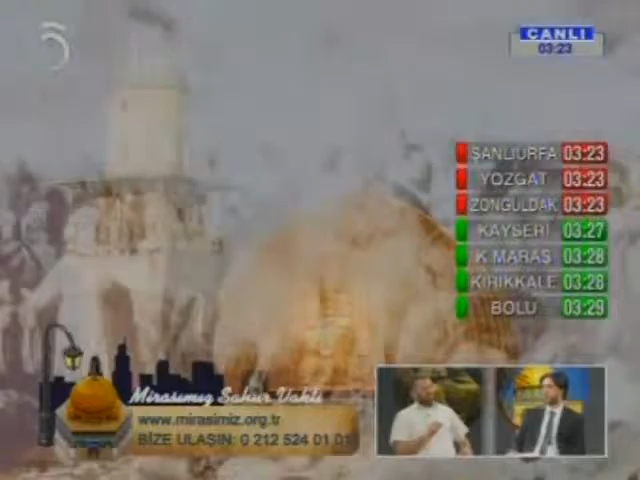 CANLI
03:23
ŞANLIURFA 03:23
YOZGAT 03:23
ZONGULDAK 03:23
KAYSERİ 03:27
K.MARAŞ 03:28
KIRIKKALE 03:28
BOLU 03:29
Mirasımız Sahur Vakti
www.mirasimiz.org.tr
BİZE ULAŞIN: 0 212 524 01 01